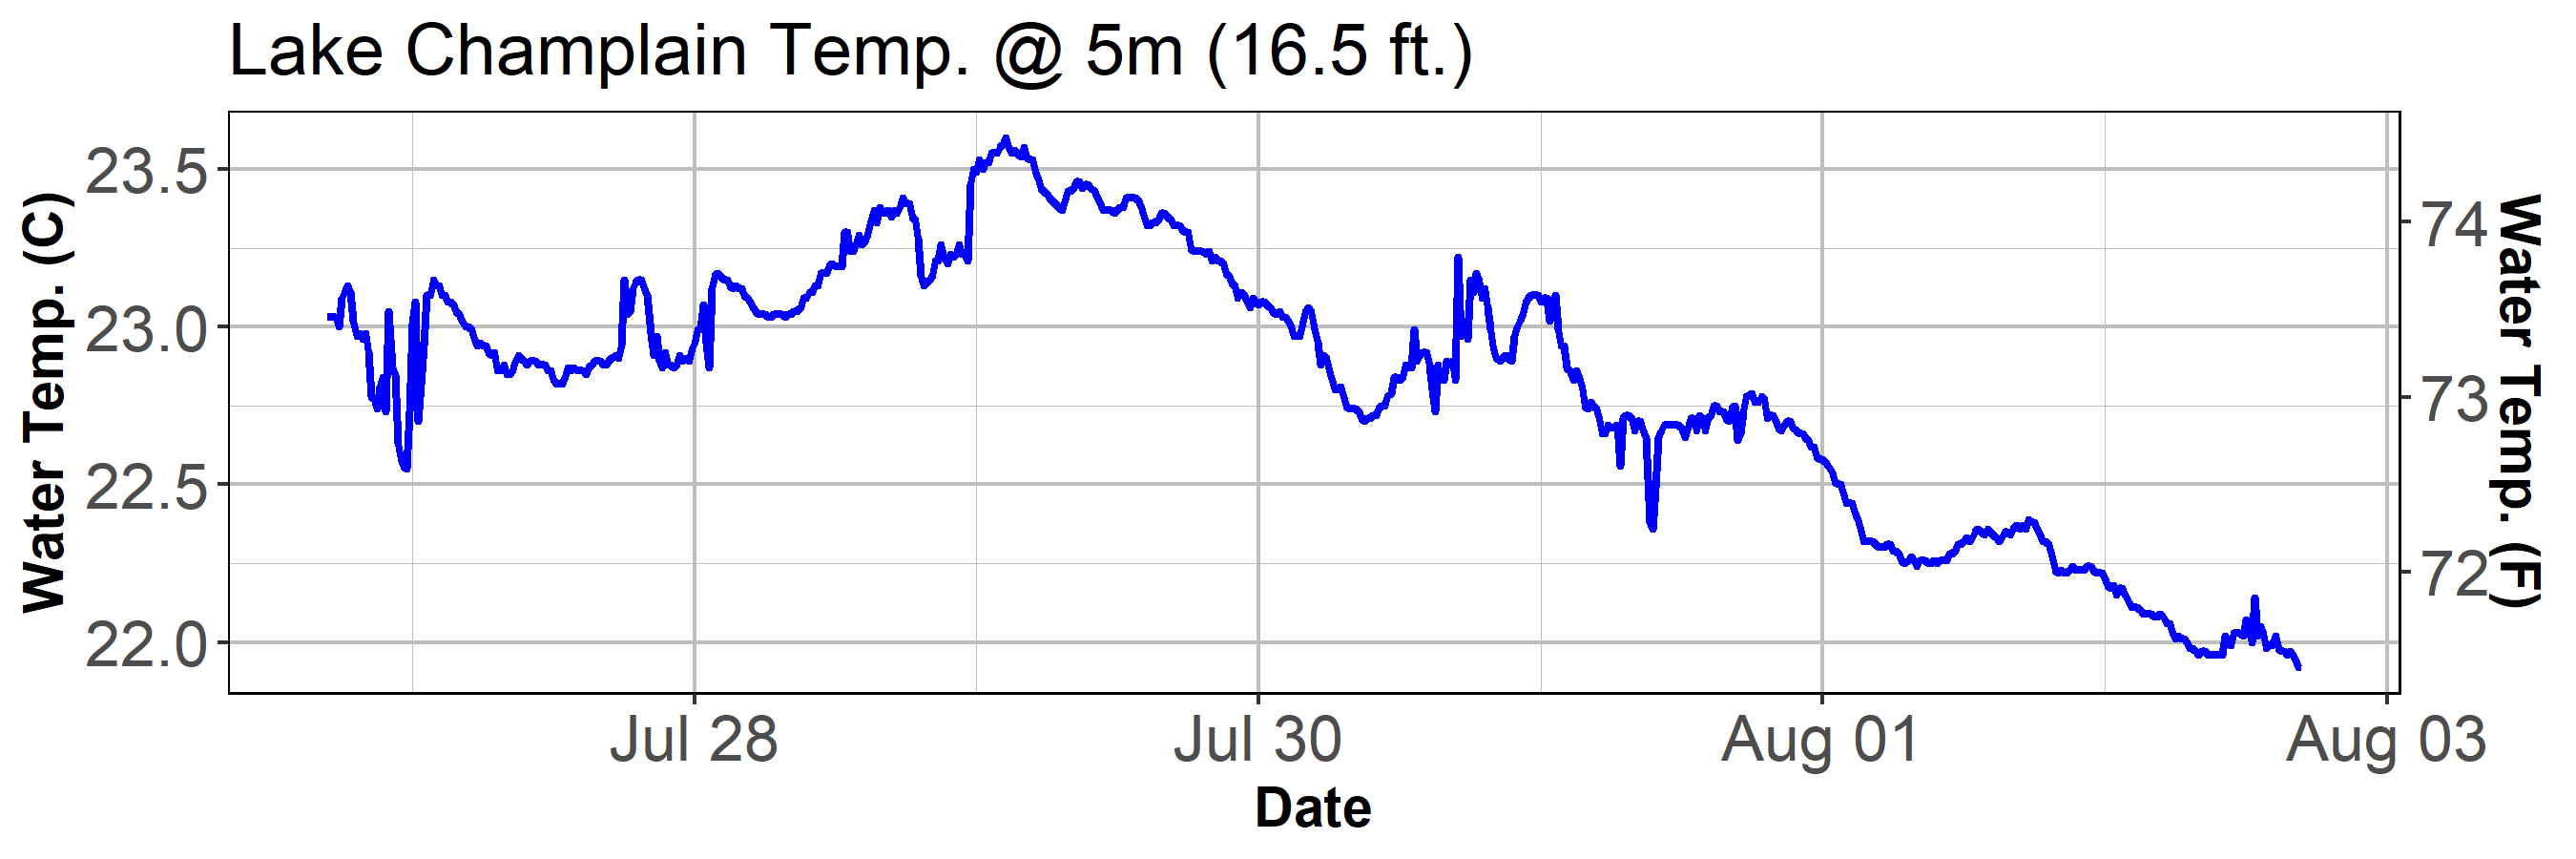 Lake Champlain Temp. @ 5m (16.5 ft.)
Water Temp. (C)
23.5
23.0
22.5
22.0
74
73
72
Water Temp. (F)
Jul 28 Jul 30 Aug 01 Aug 03
Date